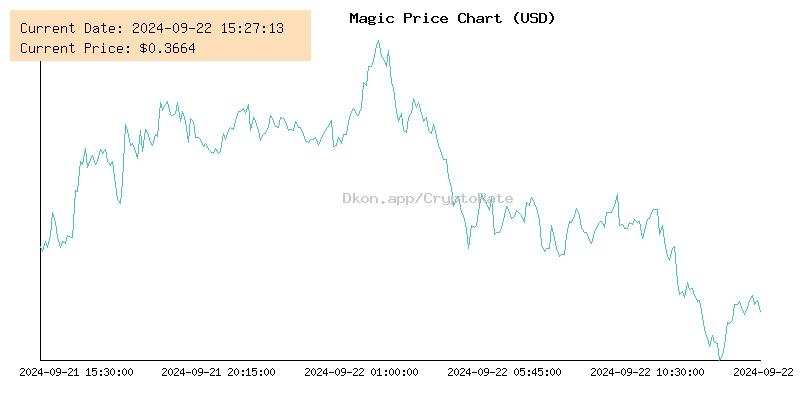 Magic Price Chart (USD)
Current Date: 2024-09-22 15:27:13
Current Price: $0.3664
Dkon.app/CryptoRate
2024-09-21 15:30:00 2024-09-21 20:15:00 2024-09-22 01:00:00 2024-09-22 05:45:00 2024-09-22 10:30:00 2024-09-22